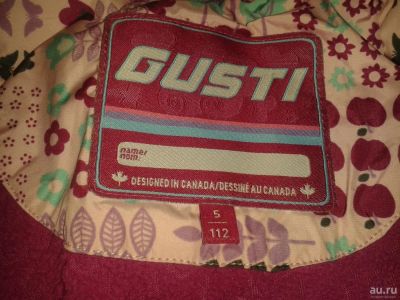 GUSTI
name/
nom:
DESIGNED IN CANADA/DESSINÉ AU CANADA
5
112
au.ru